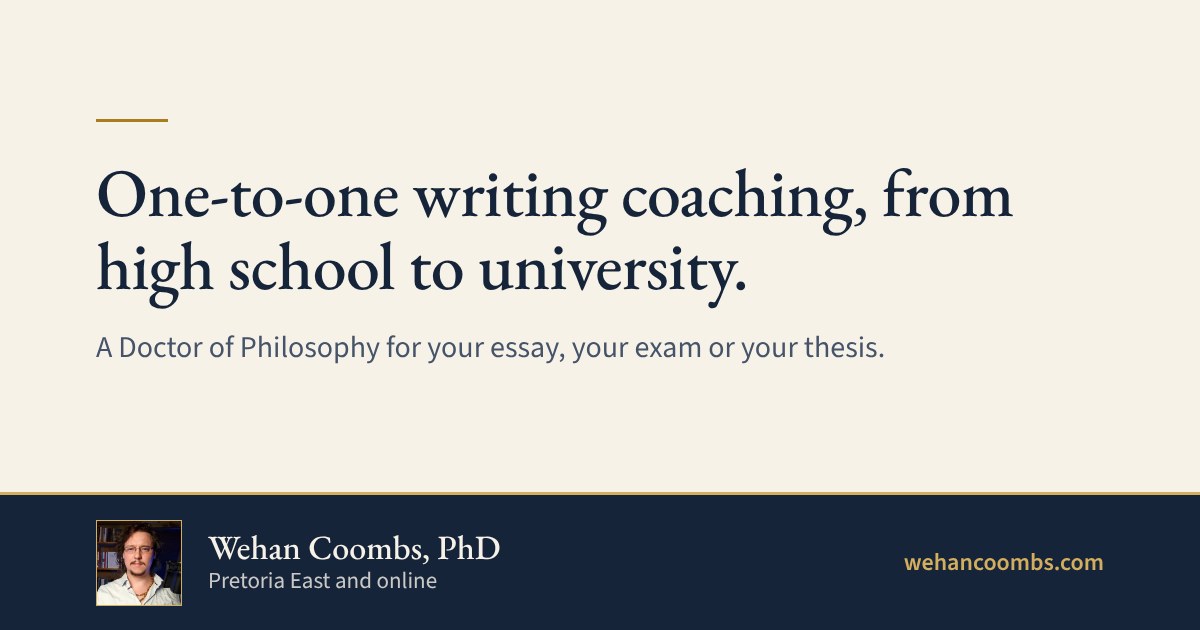 One-to-one writing coaching, from
high school to university.
A Doctor of Philosophy for your essay, your exam or your thesis.
Wehan Coombs, PhD
Pretoria East and online
wehancoombs.com